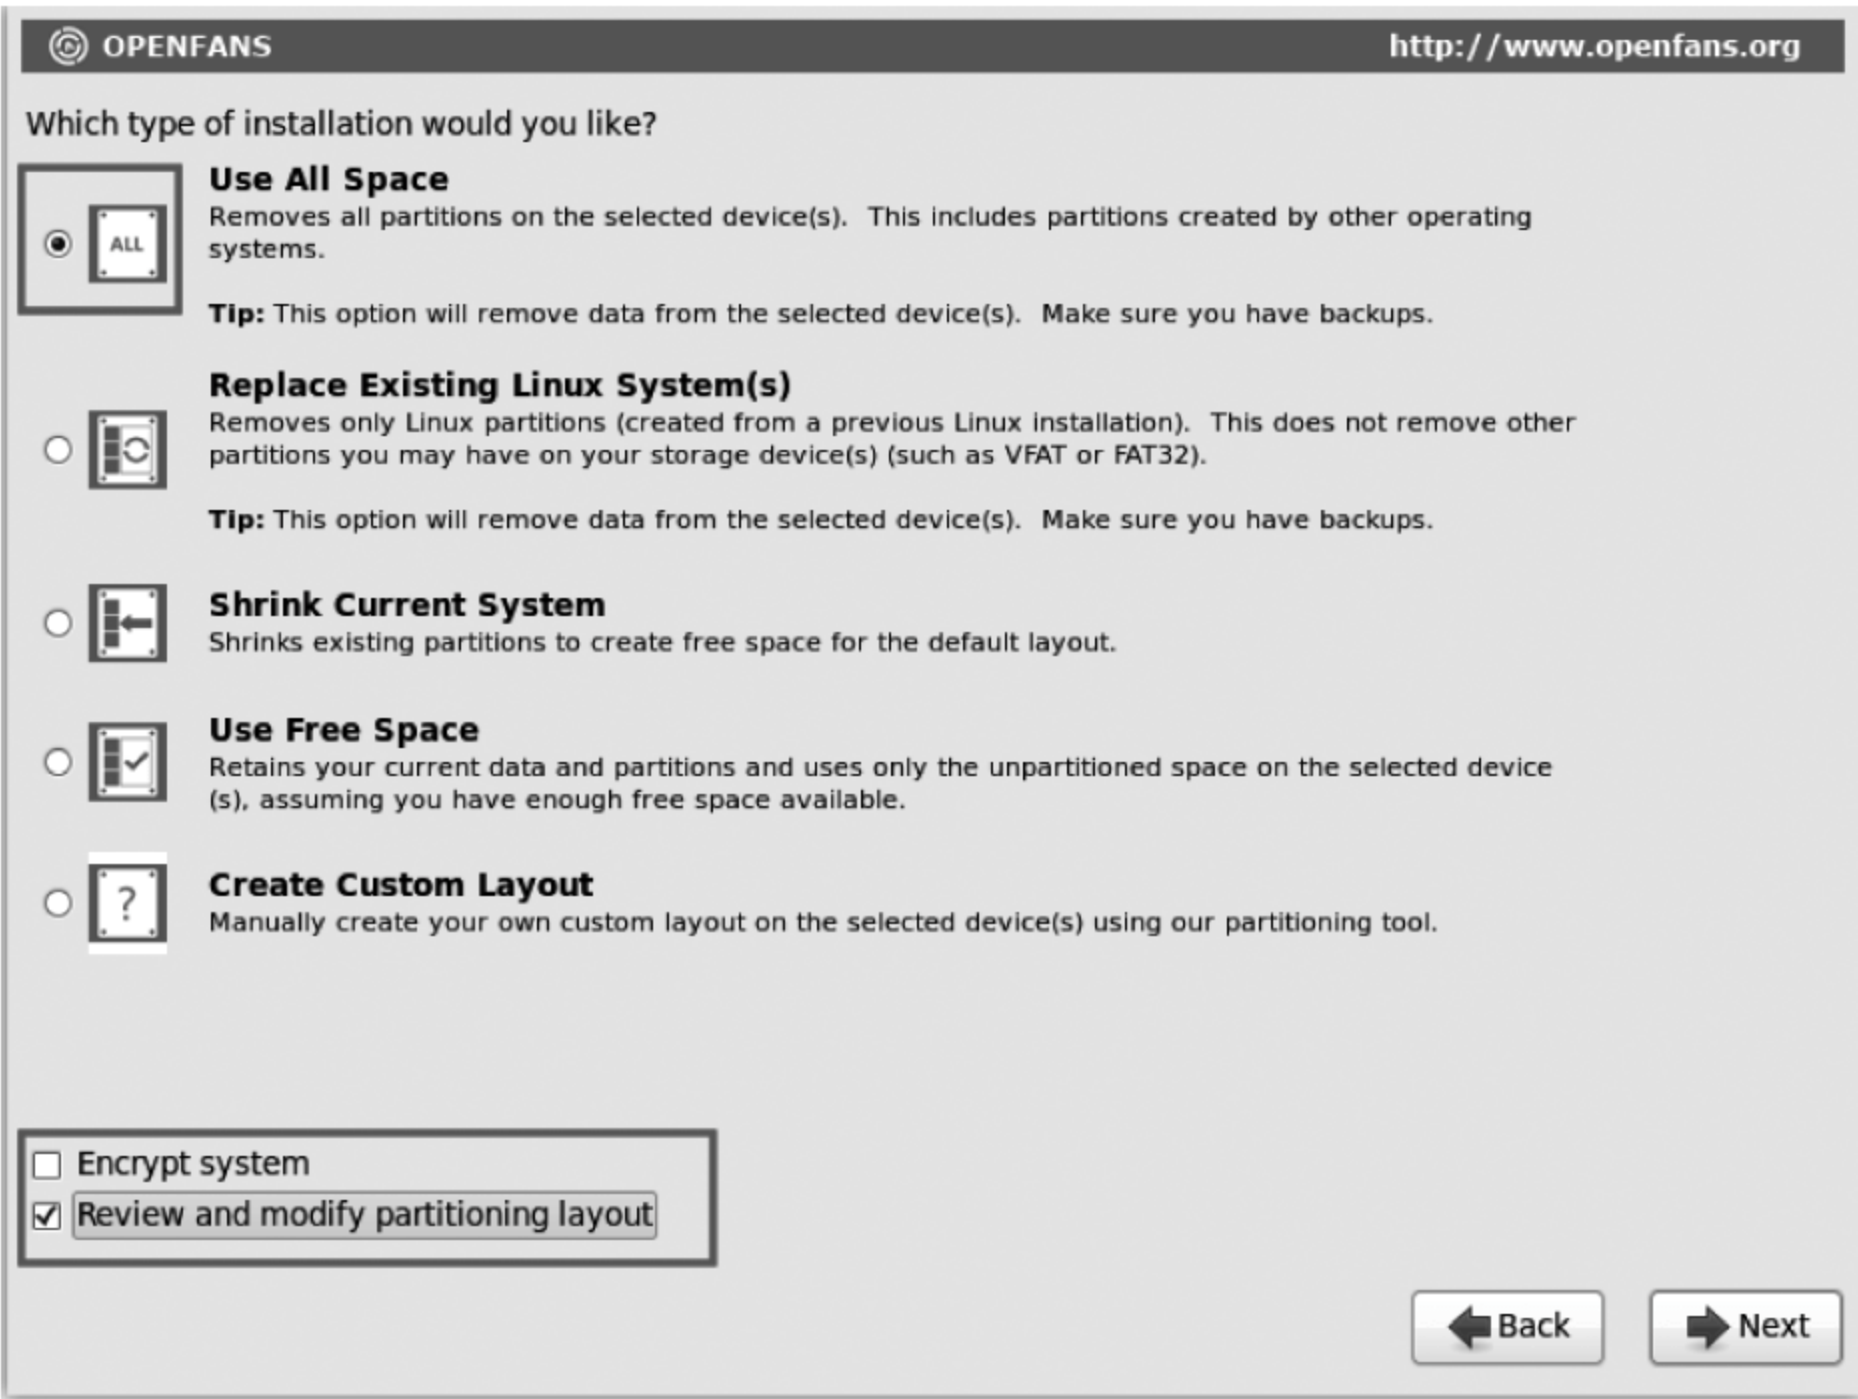 OPENFANS
http://www.openfans.org
Which type of installation would you like?
Use All Space
Removes all partitions on the selected device(s).  This includes partitions created by other operating
systems.
ALL
Tip: This option will remove data from the selected device(s).  Make sure you have backups.
Replace Existing Linux System(s)
Removes only Linux partitions (created from a previous Linux installation).  This does not remove other
partitions you may have on your storage device(s) (such as VFAT or FAT32).
Tip: This option will remove data from the selected device(s).  Make sure you have backups.
Shrink Current System
Shrinks existing partitions to create free space for the default layout.
Use Free Space
Retains your current data and partitions and uses only the unpartitioned space on the selected device
(s), assuming you have enough free space available.
Create Custom Layout
?
Manually create your own custom layout on the selected device(s) using our partitioning tool.
Encrypt system
Review and modify partitioning layout
Back
Next